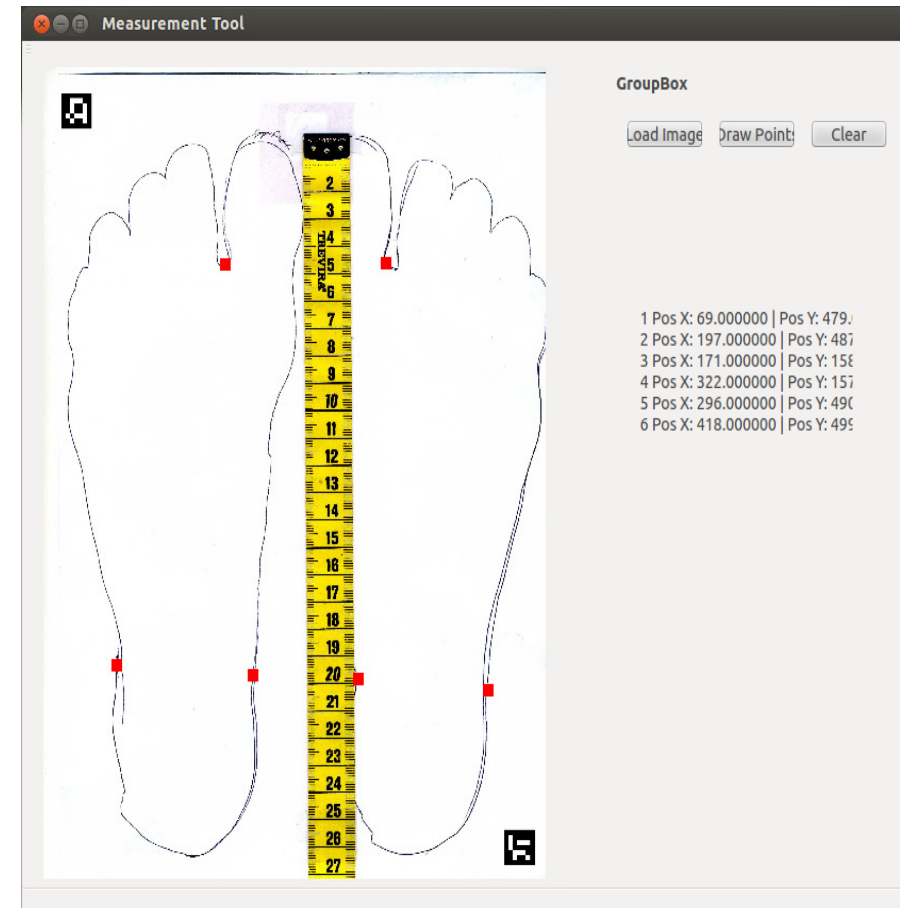 Measurement Tool
GroupBox
Load Image Draw Points Clear
2
3
4
TREVIRA
5
6
7
8
9
10
11
12
13
14
15
16
17
18
19
20
21
22
23
24
25
26
27
1 Pos X: 69.000000 | Pos Y: 479.
2 Pos X: 197.000000 | Pos Y: 487
3 Pos X: 171.000000 | Pos Y: 158
4 Pos X: 322.000000 | Pos Y: 157
5 Pos X: 296.000000 | Pos Y: 490
6 Pos X: 418.000000 | Pos Y: 499